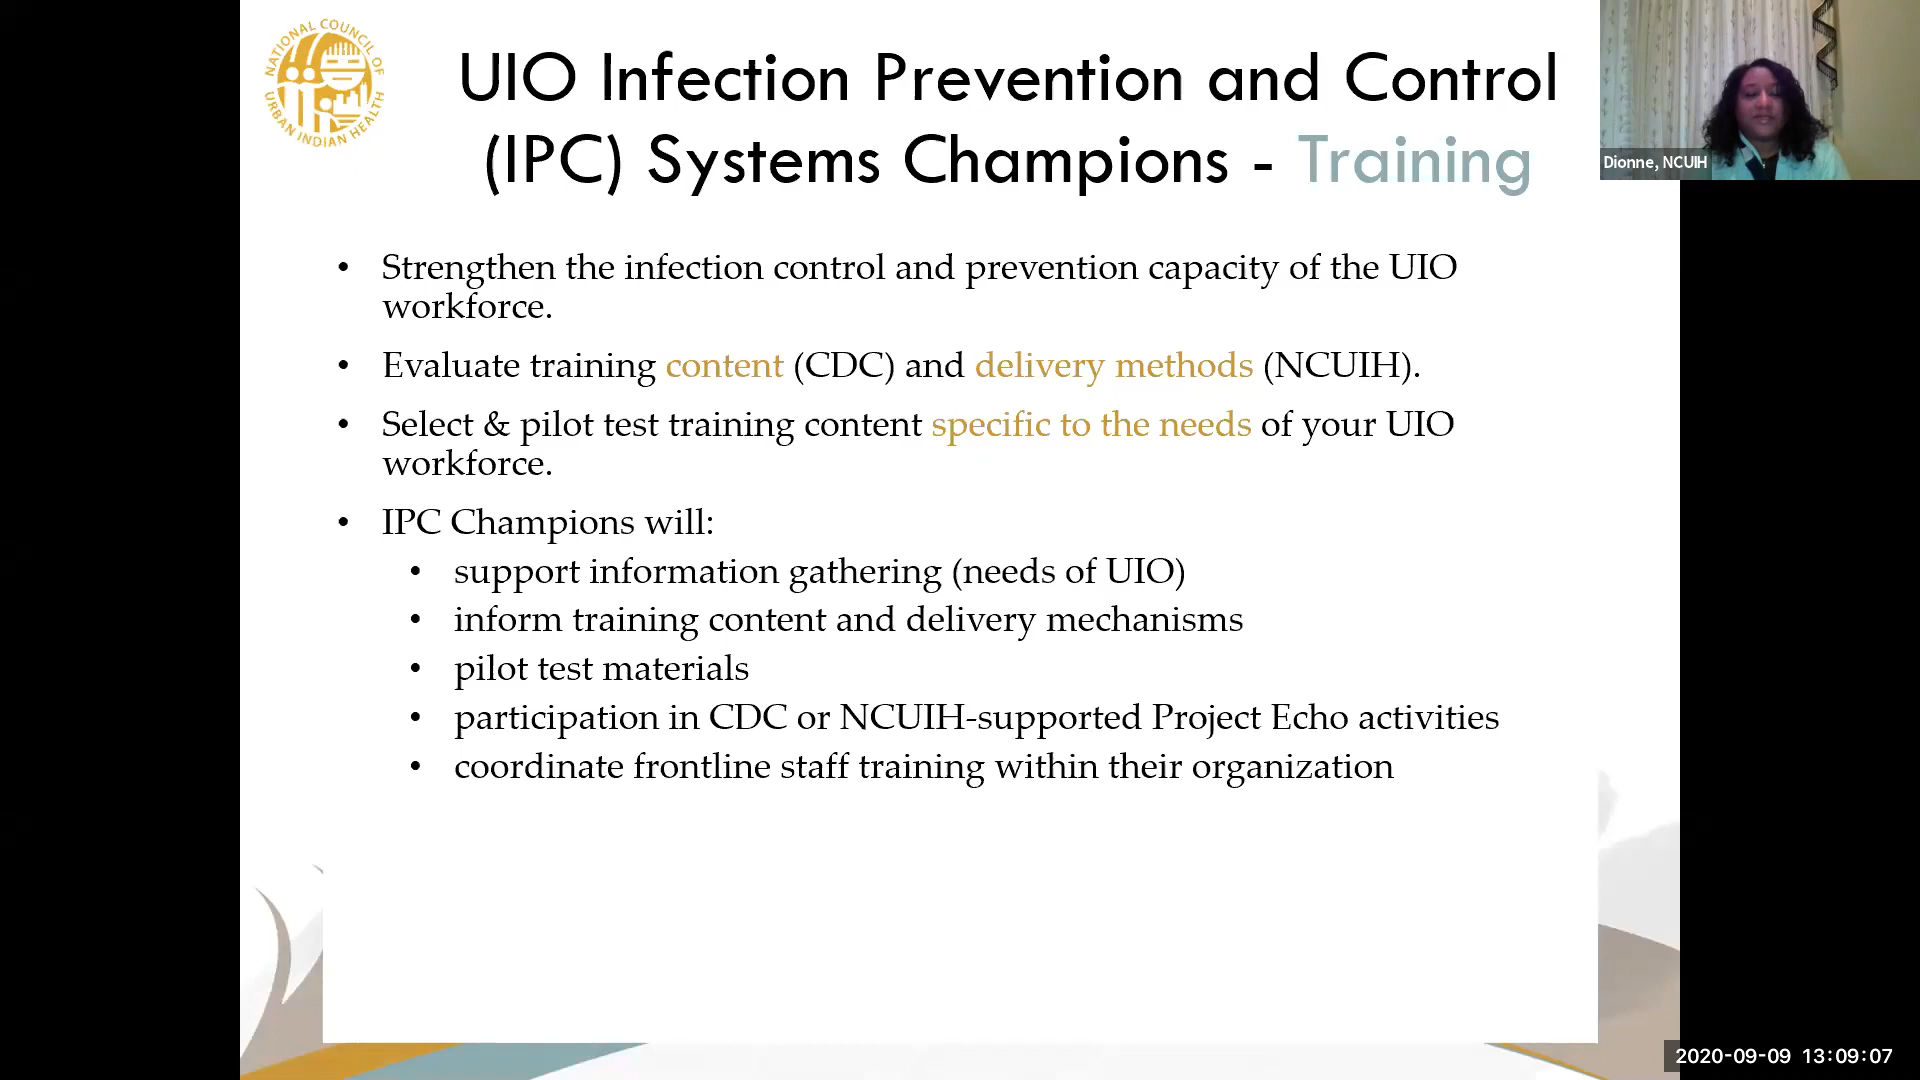 NATIONAL COUNCIL OF
URBAN INDIAN HEALTH
UIO Infection Prevention and Control
(IPC) Systems Champions - Training
Dionne, NCUIH
• Strengthen the infection control and prevention capacity of the UIO
workforce.
• Evaluate training content (CDC) and delivery methods (NCUIH).
• Select & pilot test training content specific to the needs of your UIO
workforce.
• IPC Champions will:
• support information gathering (needs of UIO)
• inform training content and delivery mechanisms
• pilot test materials
• participation in CDC or NCUIH-supported Project Echo activities
• coordinate frontline staff training within their organization
2020-09-09 13:09:07